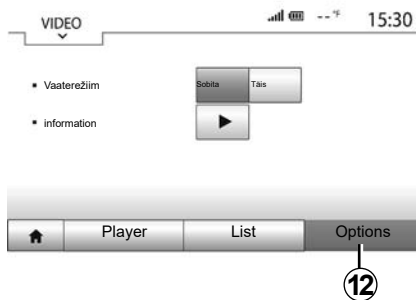 VIDEO
--°F 15:30
Vaaterežiim
Sobita Täis
information
Player List Options
12